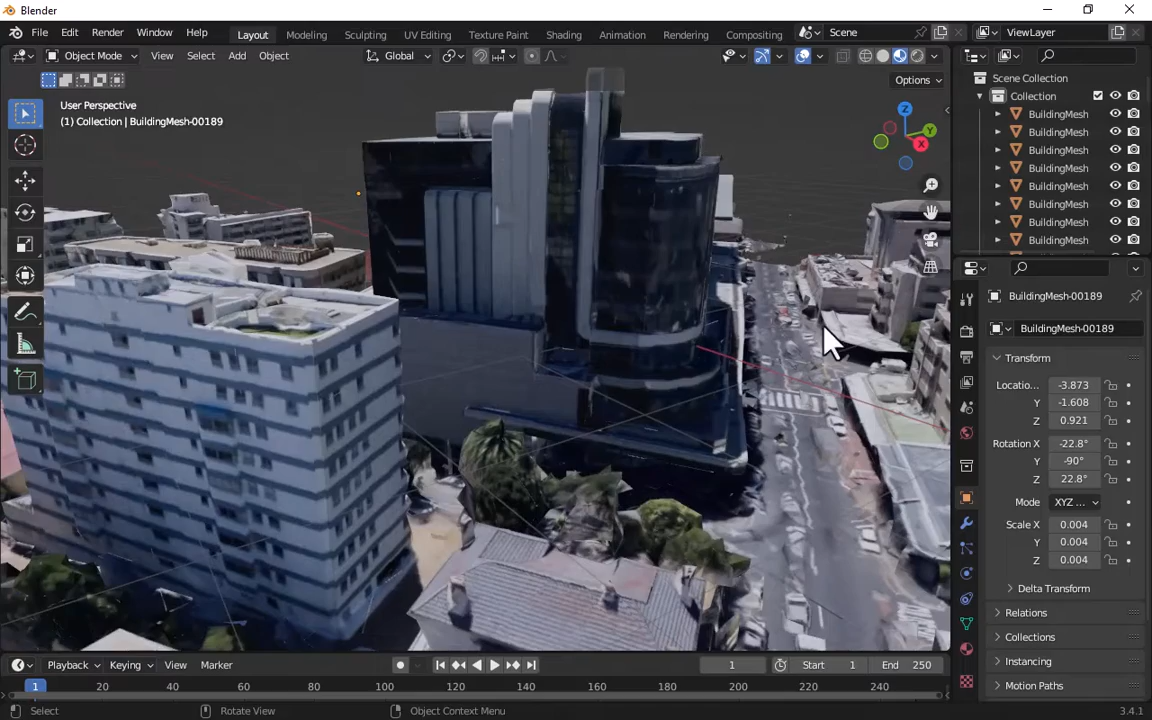 Blender
File Edit Render Window Help Layout Modeling Sculpting UV Editing Texture Paint Shading Animation Rendering Compositing Scene ViewLayer
Object Mode View Select Add Object Global
Options
User Perspective
(1) Collection | BuildingMesh-00189
X
Y
Z
Scene Collection
Collection
BuildingMesh
BuildingMesh
BuildingMesh
BuildingMesh
BuildingMesh
BuildingMesh
BuildingMesh
BuildingMesh
BuildingMesh-00189
BuildingMesh-00189
Transform
Locatio... -3.873
Y -1.608
Z 0.921
Rotation X -22.8°
Y -90°
Z 22.8°
Mode XYZ ...
Scale X 0.004
Y 0.004
Z 0.004
Delta Transform
Relations
Collections
Instancing
Motion Paths
Playback Keying View Marker 1 Start 1 End 250
1 20 40 60 80 100 120 140 160 180 200 220 240
Select Rotate View Object Context Menu 3.4.1